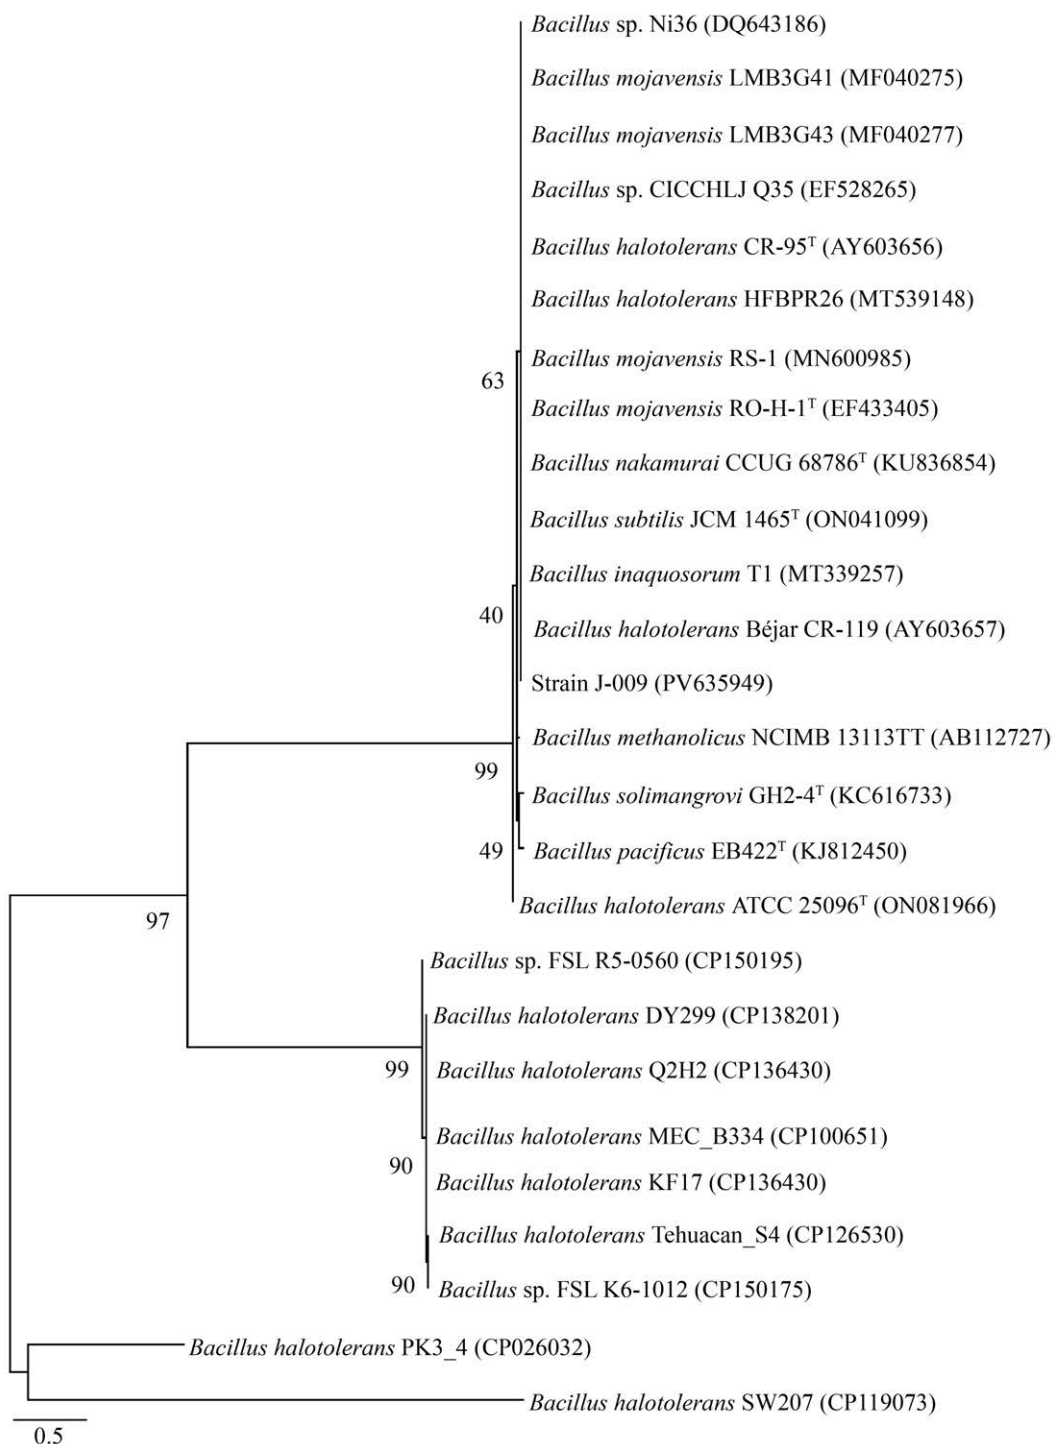 Bacillus sp. Ni36 (DQ643186)
Bacillus mojavensis LMB3G41 (MF040275)
Bacillus mojavensis LMB3G43 (MF040277)
Bacillus sp. CICCHLJ Q35 (EF528265)
Bacillus halotolerans CR-95ᵀ (AY603656)
Bacillus halotolerans HFBPR26 (MT539148)
Bacillus mojavensis RS-1 (MN600985)
63
Bacillus mojavensis RO-H-1ᵀ (EF433405)
Bacillus nakamurai CCUG 68786ᵀ (KU836854)
Bacillus subtilis JCM 1465ᵀ (ON041099)
Bacillus inaquosorum T1 (MT339257)
40
Bacillus halotolerans Béjar CR-119 (AY603657)
Strain J-009 (PV635949)
Bacillus methanolicus NCIMB 13113TT (AB112727)
99
Bacillus solimangrovi GH2-4ᵀ (KC616733)
49
Bacillus pacificus EB422ᵀ (KJ812450)
Bacillus halotolerans ATCC 25096ᵀ (ON081966)
97
Bacillus sp. FSL R5-0560 (CP150195)
Bacillus halotolerans DY299 (CP138201)
99
Bacillus halotolerans Q2H2 (CP136430)
Bacillus halotolerans MEC_B334 (CP100651)
90
Bacillus halotolerans KF17 (CP136430)
Bacillus halotolerans Tehuacan_S4 (CP126530)
90
Bacillus sp. FSL K6-1012 (CP150175)
Bacillus halotolerans PK3_4 (CP026032)
Bacillus halotolerans SW207 (CP119073)
0.5